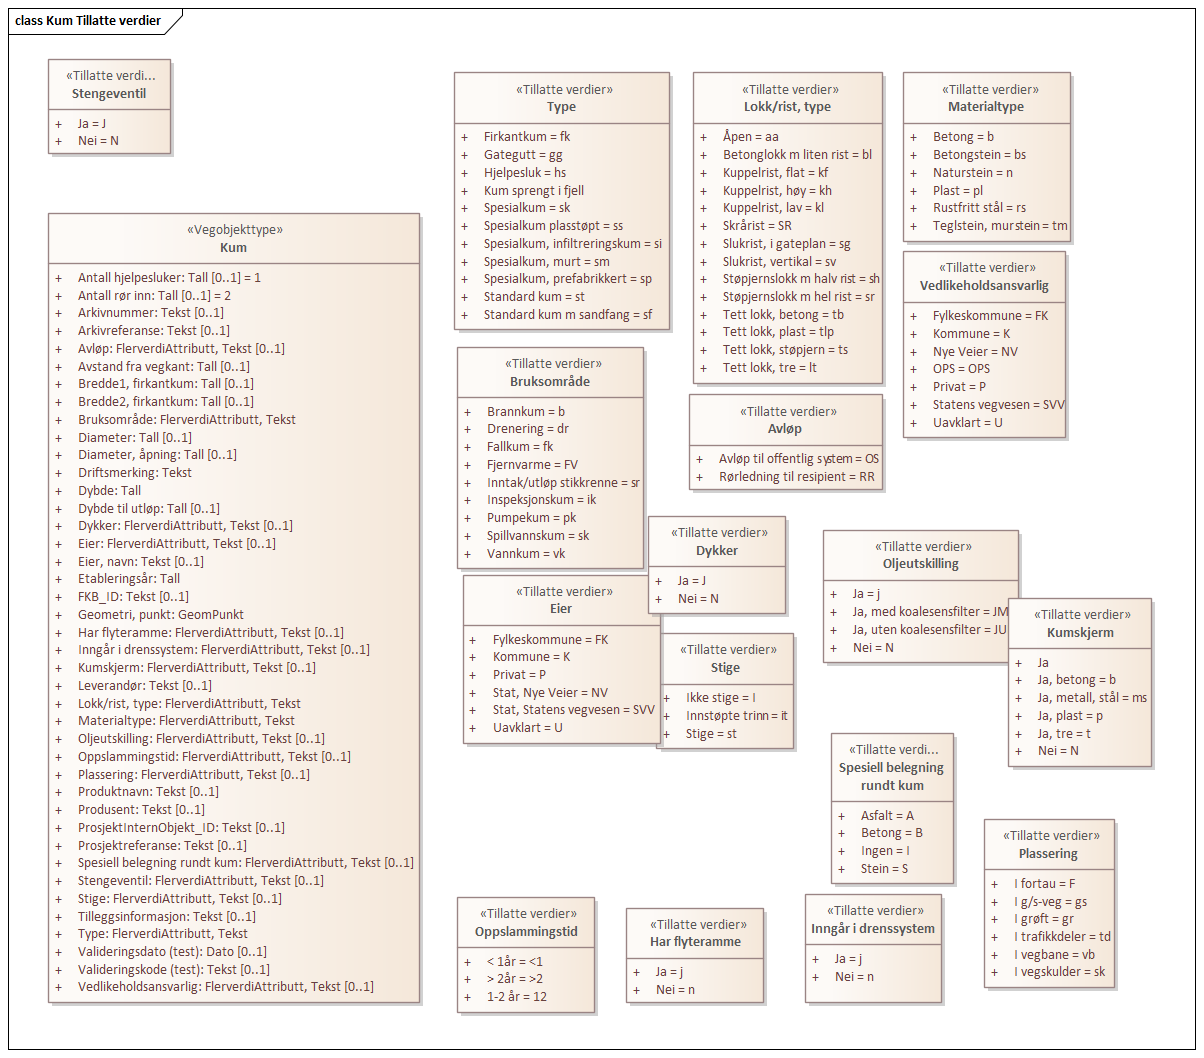 class Kum Tillatte verdier
«Tillatte verdi...
Stengeventil
+ Ja = J
+ Nei = N
«Vegobjekttype»
Kum
+ Antall hjelpesluker: Tall [0..1] = 1
+ Antall rør inn: Tall [0..1] = 2
+ Arkivnummer: Tekst [0..1]
+ Arkivreferanse: Tekst [0..1]
+ Avløp: FlerverdiAttributt, Tekst [0..1]
+ Avstand fra vegkant: Tall [0..1]
+ Bredde1, firkantkum: Tall [0..1]
+ Bredde2, firkantkum: Tall [0..1]
+ Bruksområde: FlerverdiAttributt, Tekst
+ Diameter: Tall [0..1]
+ Diameter, åpning: Tall [0..1]
+ Driftsmerking: Tekst
+ Dybde: Tall
+ Dybde til utløp: Tall [0..1]
+ Dykker: FlerverdiAttributt, Tekst [0..1]
+ Eier: FlerverdiAttributt, Tekst [0..1]
+ Eier, navn: Tekst [0..1]
+ Etableringsår: Tall
+ FKB_ID: Tekst [0..1]
+ Geometri, punkt: GeomPunkt
+ Har flyteramme: FlerverdiAttributt, Tekst [0..1]
+ Inngår i drenssystem: FlerverdiAttributt, Tekst [0..1]
+ Kumskjerm: FlerverdiAttributt, Tekst [0..1]
+ Leverandør: Tekst [0..1]
+ Lokk/rist, type: FlerverdiAttributt, Tekst
+ Materialtype: FlerverdiAttributt, Tekst
+ Oljeutskilling: FlerverdiAttributt, Tekst [0..1]
+ Oppslammingstid: FlerverdiAttributt, Tekst [0..1]
+ Plassering: FlerverdiAttributt, Tekst [0..1]
+ Produktnavn: Tekst [0..1]
+ Produsent: Tekst [0..1]
+ ProsjektInternObjekt_ID: Tekst [0..1]
+ Prosjektreferanse: Tekst [0..1]
+ Spesiell belegning rundt kum: FlerverdiAttributt, Tekst [0..1]
+ Stengeventil: FlerverdiAttributt, Tekst [0..1]
+ Stige: FlerverdiAttributt, Tekst [0..1]
+ Tilleggsinformasjon: Tekst [0..1]
+ Type: FlerverdiAttributt, Tekst
+ Valideringsdato (test): Dato [0..1]
+ Valideringskode (test): Tekst [0..1]
+ Vedlikeholdsansvarlig: FlerverdiAttributt, Tekst [0..1]
«Tillatte verdier»
Type
+ Firkantkum = fk
+ Gategutt = gg
+ Hjelpesluk = hs
+ Kum sprengt i fjell
+ Spesialkum = sk
+ Spesialkum plasstøpt = ss
+ Spesialkum, infiltreringskum = si
+ Spesialkum, murt = sm
+ Spesialkum, prefabrikkert = sp
+ Standard kum = st
+ Standard kum m sandfang = sf
«Tillatte verdier»
Lokk/rist, type
+ Åpen = aa
+ Betonglokk m liten rist = bl
+ Kuppelrist, flat = kf
+ Kuppelrist, høy = kh
+ Kuppelrist, lav = kl
+ Skrårist = SR
+ Slukrist, i gateplan = sg
+ Slukrist, vertikal = sv
+ Støpjernslokk m halv rist = sh
+ Støpjernslokk m hel rist = sr
+ Tett lokk, betong = tb
+ Tett lokk, plast = tlp
+ Tett lokk, støpjern = ts
+ Tett lokk, tre = lt
«Tillatte verdier»
Materialtype
+ Betong = b
+ Betongstein = bs
+ Naturstein = n
+ Plast = pl
+ Rustfritt stål = rs
+ Teglstein, murstein = tm
«Tillatte verdier»
Vedlikeholdsansvarlig
+ Fylkeskommune = FK
+ Kommune = K
+ Nye Veier = NV
+ OPS = OPS
+ Privat = P
+ Statens vegvesen = SVV
+ Uavklart = U
«Tillatte verdier»
Bruksområde
+ Brannkum = b
+ Drenering = dr
+ Fallkum = fk
+ Fjernvarme = FV
+ Inntak/utløp stikkrenne = sr
+ Inspeksjonskum = ik
+ Pumpekum = pk
+ Spillvannskum = sk
+ Vannkum = vk
«Tillatte verdier»
Avløp
+ Avløp til offentlig system = OS
+ Rørledning til resipient = RR
«Tillatte verdier»
Dykker
+ Ja = J
+ Nei = N
«Tillatte verdier»
Eier
+ Fylkeskommune = FK
+ Kommune = K
+ Privat = P
+ Stat, Nye Veier = NV
+ Stat, Statens vegvesen = SVV
+ Uavklart = U
«Tillatte verdier»
Stige
+ Ikke stige = I
+ Innstøpte trinn = it
+ Stige = st
«Tillatte verdier»
Oljeutskilling
+ Ja = j
+ Ja, med koalesensfilter = JM
+ Ja, uten koalesensfilter = JU
+ Nei = N
«Tillatte verdier»
Kumskjerm
+ Ja
+ Ja, betong = b
+ Ja, metall, stål = ms
+ Ja, plast = p
+ Ja, tre = t
+ Nei = N
«Tillatte verdi...
Spesiell belegning
rundt kum
+ Asfalt = A
+ Betong = B
+ Ingen = I
+ Stein = S
«Tillatte verdier»
Plassering
+ I fortau = F
+ I g/s-veg = gs
+ I grøft = gr
+ I trafikkdeler = td
+ I vegbane = vb
+ I vegskulder = sk
«Tillatte verdier»
Oppslammingstid
+ < 1år = <1
+ > 2år = >2
+ 1-2 år = 12
«Tillatte verdier»
Har flyteramme
+ Ja = j
+ Nei = n
«Tillatte verdier»
Inngår i drenssystem
+ Ja = j
+ Nei = n